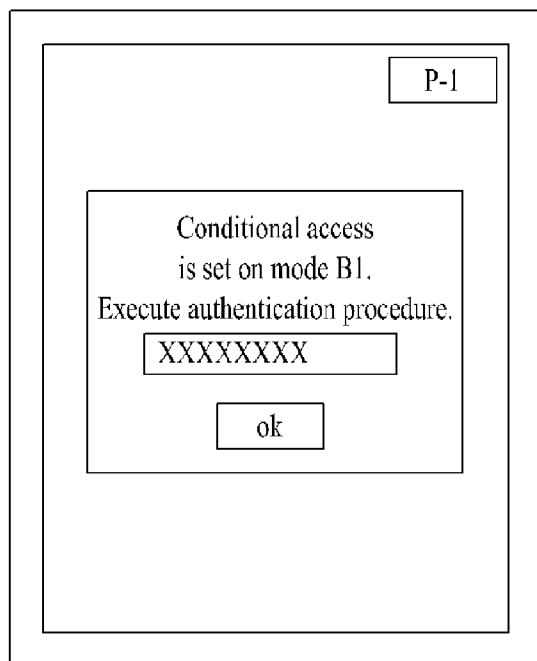 P-1
Conditional access
is set on mode B1.
Execute authentication procedure.
XXXXXXXX
ok